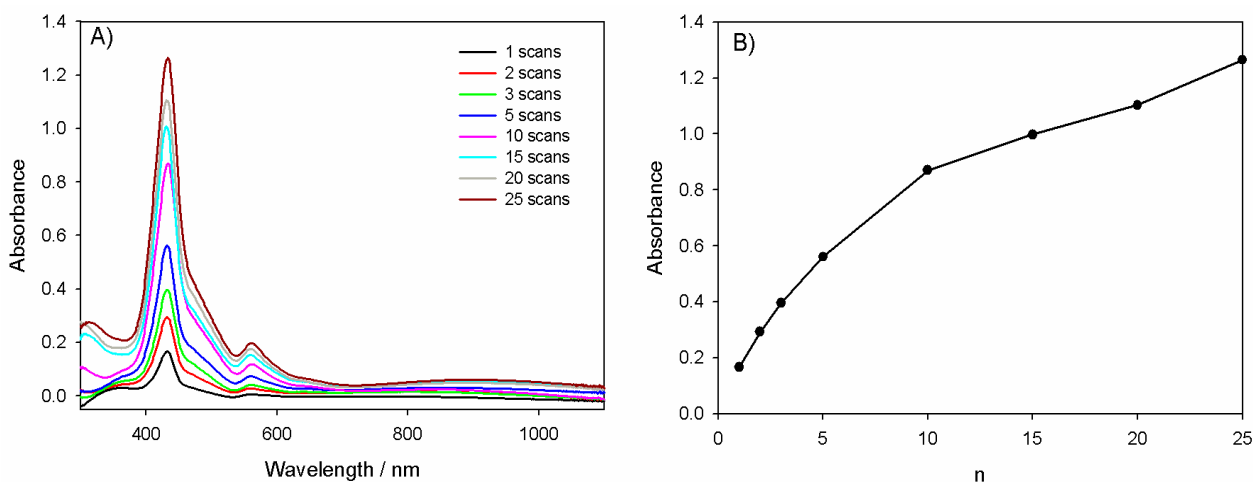 A)
1.4
1.2
1.0
0.8
0.6
0.4
0.2
0.0
Absorbance
400
600
800
1000
Wavelength / nm
1 scans
2 scans
3 scans
5 scans
10 scans
15 scans
20 scans
25 scans
B)
1.4
1.2
1.0
0.8
0.6
0.4
0.2
0.0
Absorbance
0
5
10
15
20
25
n